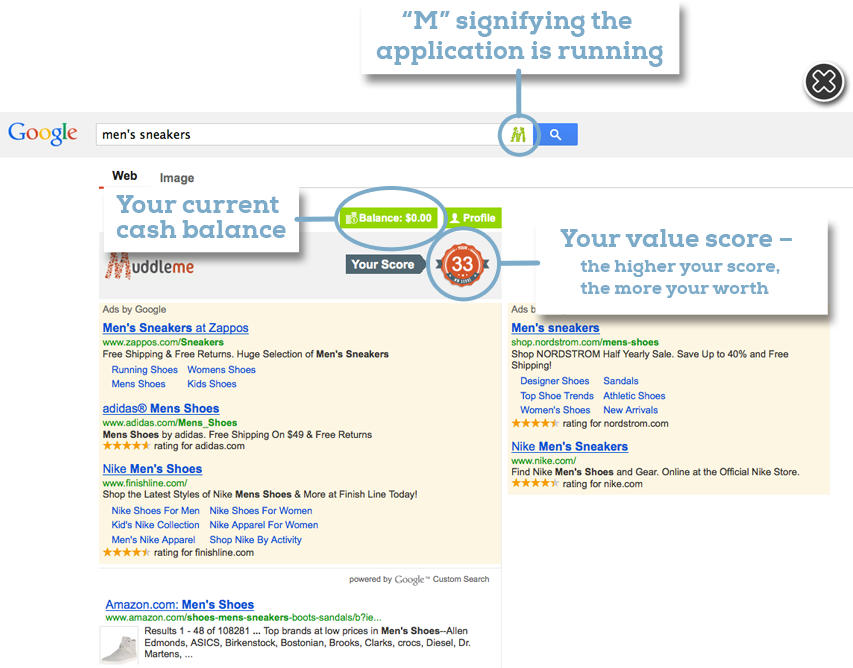 “M” signifying the
application is running
Google
men's sneakers
Web
Image
Your current
cash balance
Balance: $0.00
Profile
Muddleme
Your Score
YOUR
33
Your value score –
the higher your score,
the more your worth
Ads by Google
Men's Sneakers at Zappos
www.zappos.com/Sneakers
Free Shipping & Free Returns. Huge Selection of Men's Sneakers
Running Shoes Womens Shoes
Mens Shoes Kids Shoes
adidas® Mens Shoes
www.adidas.com/Mens_Shoes
Mens Shoes by adidas. Free Shipping On $49 & Free Returns
rating for adidas.com
Nike Men's Shoes
www.finishline.com/
Shop the Latest Styles of Nike Mens Shoes & More at Finish Line Today!
Nike Shoes For Men Nike Shoes For Women
Kid's Nike Collection Nike Apparel For Women
Men's Nike Apparel Shop Nike By Activity
rating for finishline.com
Ads b
Men's sneakers
shop.nordstrom.com/mens-shoes
Shop NORDSTROM Half Yearly Sale. Save Up to 40% and Free
Shipping!
Designer Shoes Sandals
Top Shoe Trends Athletic Shoes
Women's Shoes New Arrivals
rating for nordstrom.com
Nike Men's Sneakers
www.nike.com/
Find Nike Men's Shoes and Gear. Online at the Official Nike Store.
rating for nike.com
powered by Google™ Custom Search
Amazon.com: Men's Shoes
www.amazon.com/shoes-mens-sneakers-boots-sandals/b?ie...
Results 1 - 48 of 108281 ... Top brands at low prices in Men's Shoes--Allen
Edmonds, ASICS, Birkenstock, Bostonian, Brooks, Clarks, crocs, Diesel, Dr.
Martens, ...